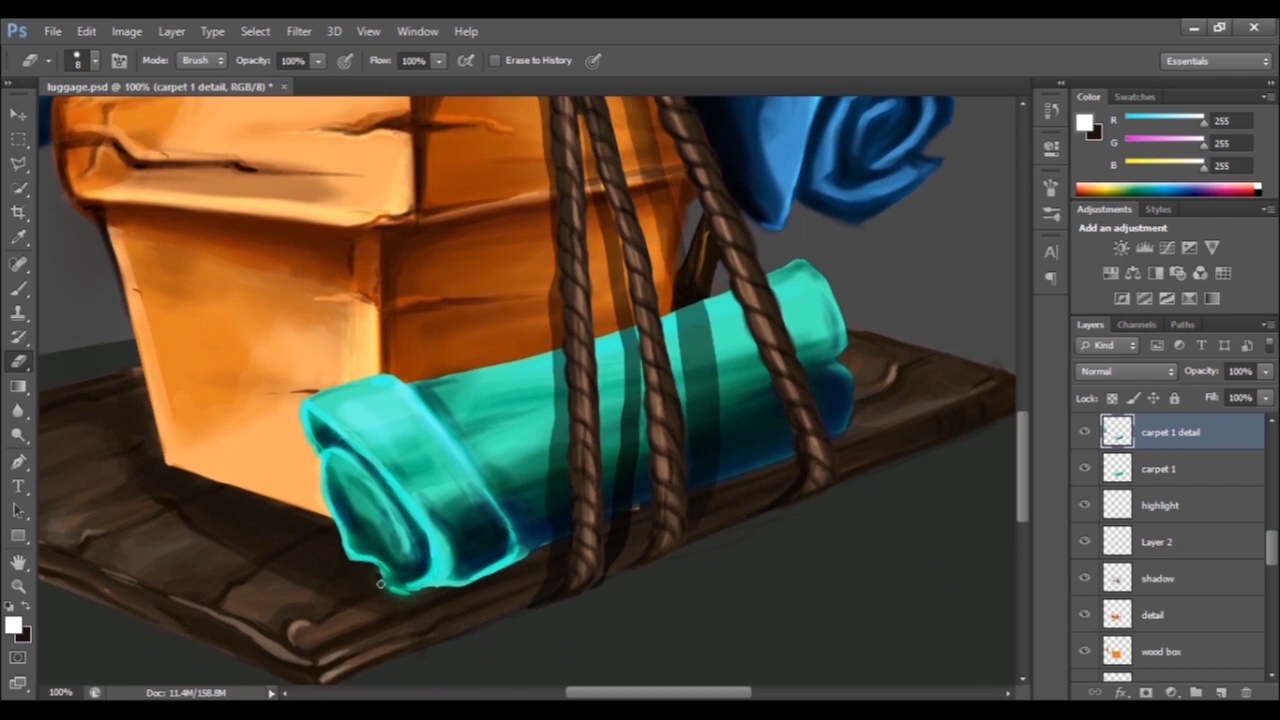 Ps File Edit Image Layer Type Select Filter 3D View Window Help
8 Mode: Brush Opacity: 100% Flow: 100% Erase to History Essentials
luggage.psd @ 100% (carpet 1 detail, RGB/8) * ×
Color Swatches
R 255
G 255
B 255
Adjustments Styles
Add an adjustment
Layers Channels Paths
Kind
Normal Opacity: 100%
Lock: Fill: 100%
carpet 1 detail
carpet 1
highlight
Layer 2
shadow
detail
wood box
100% Doc: 11.4M/158.8M